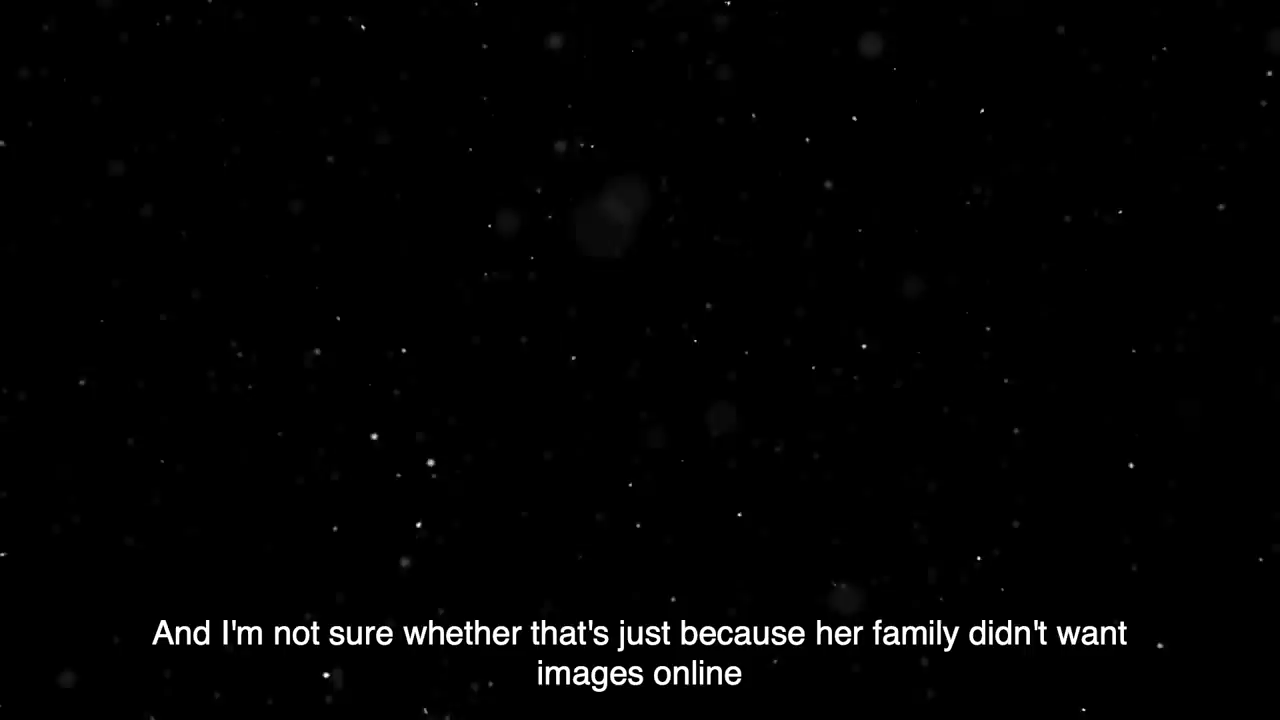 And I'm not sure whether that's just because her family didn't want
images online